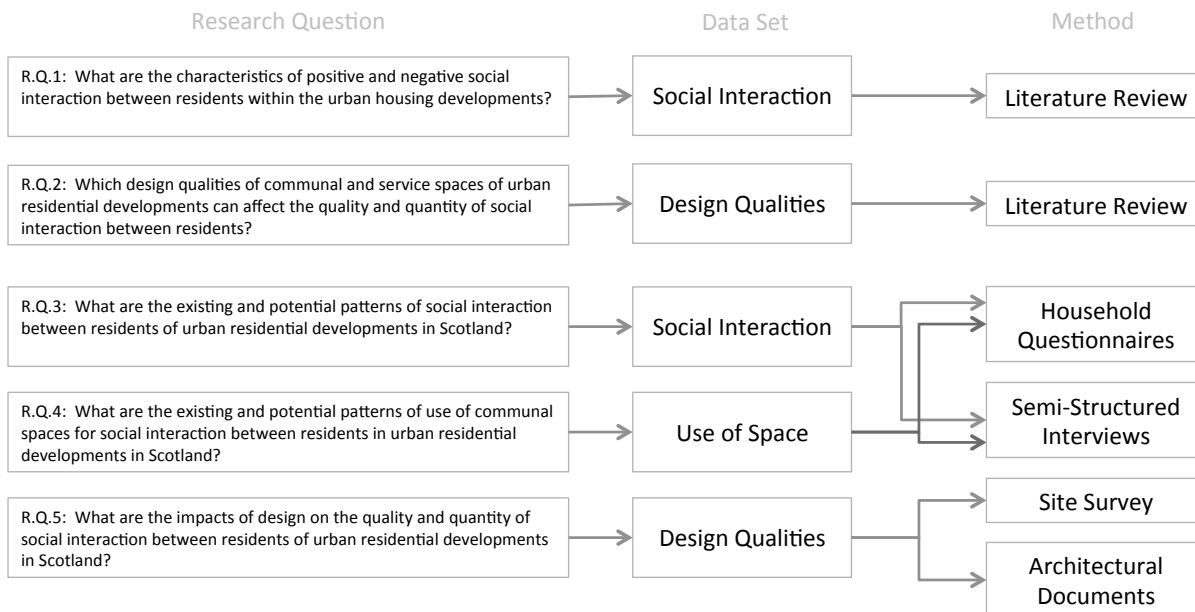 Research Question
Data Set
Method
R.Q.1: What are the characteristics of positive and negative social
interaction between residents within the urban housing developments?
Social Interaction
Literature Review
R.Q.2: Which design qualities of communal and service spaces of urban
residential developments can affect the quality and quantity of social
interaction between residents?
Design Qualities
Literature Review
R.Q.3: What are the existing and potential patterns of social interaction
between residents of urban residential developments in Scotland?
Social Interaction
Household
Questionnaires
R.Q.4: What are the existing and potential patterns of use of communal
spaces for social interaction between residents in urban residential
developments in Scotland?
Use of Space
Semi-Structured
Interviews
R.Q.5: What are the impacts of design on the quality and quantity of
social interaction between residents of urban residential developments
in Scotland?
Design Qualities
Site Survey
Architectural
Documents